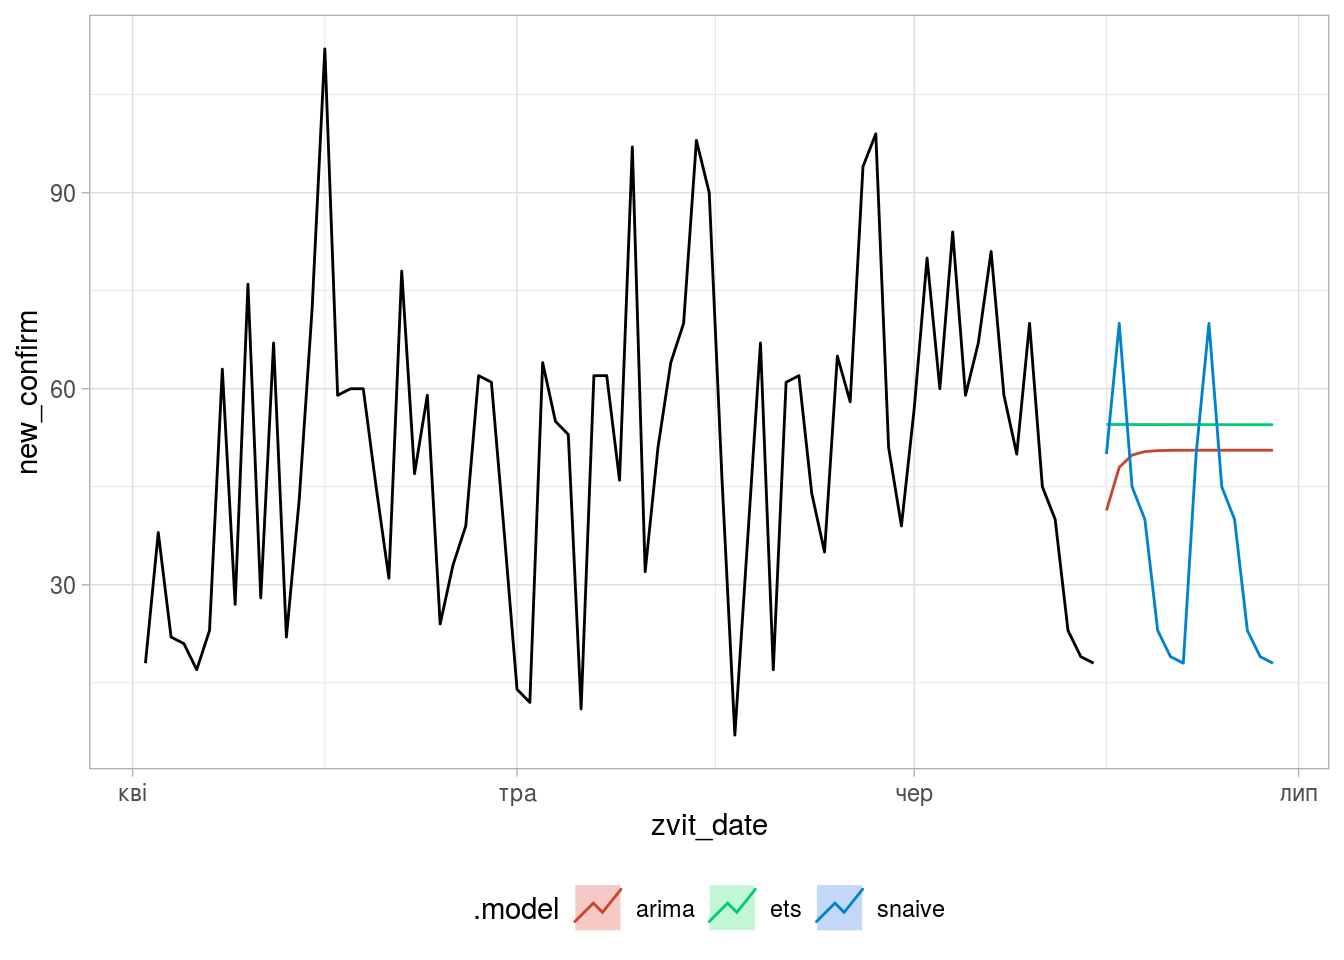 new_confirm
90
60
30
кві тра чер лип
zvit_date
.model arima ets snaive